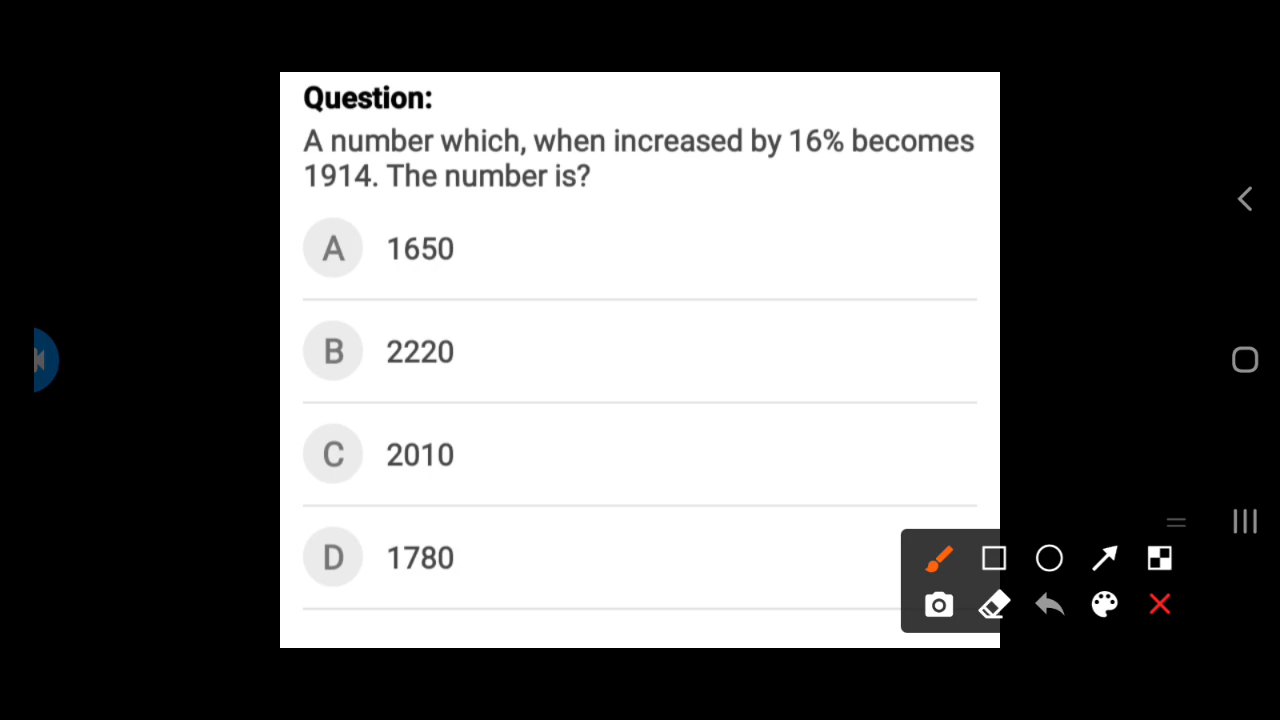 Question:
A number which, when increased by 16% becomes
1914. The number is?
A 1650
B 2220
C 2010
D 1780